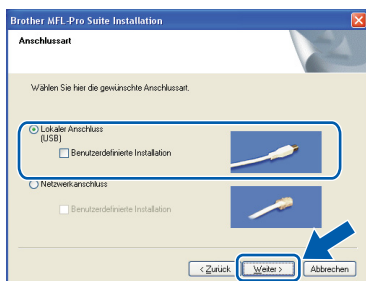 Brother MFL-Pro Suite Installation
Anschlussart
Wählen Sie hier die gewünschte Anschlussart.
Lokaler Anschluss
(USB)
Benutzerdefinierte Installation
Netzwerkanschluss
Benutzerdefinierte Installation
< Zurück Weiter > Abbrechen